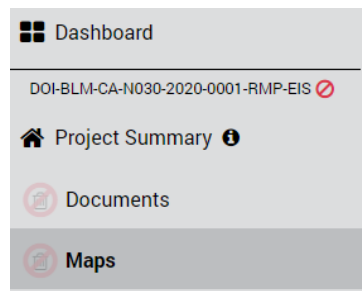 Dashboard
DOI-BLM-CA-N030-2020-0001-RMP-EIS
Project Summary
Documents
Maps